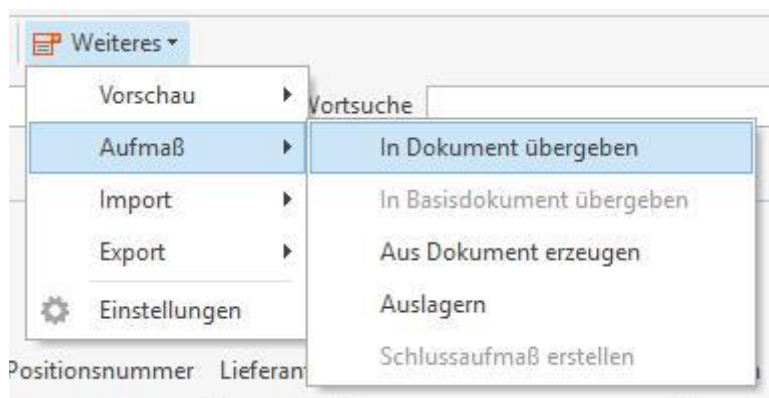 Weiteres
Vorschau
Wortsuche
Aufmaß
In Dokument übergeben
Import
In Basisdokument übergeben
Export
Aus Dokument erzeugen
Einstellungen
Auslagern
Schlussaufmaß erstellen
Positionsnummer